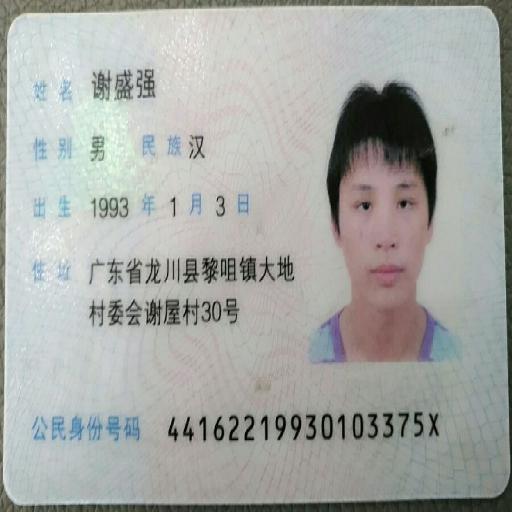 姓名 谢盛强
性别 男 民族 汉
出生 1993 年 1 月 3 日
住址 广东省龙川县黎咀镇大地
村委会谢屋村30号
公民身份号码 44162219930103375X